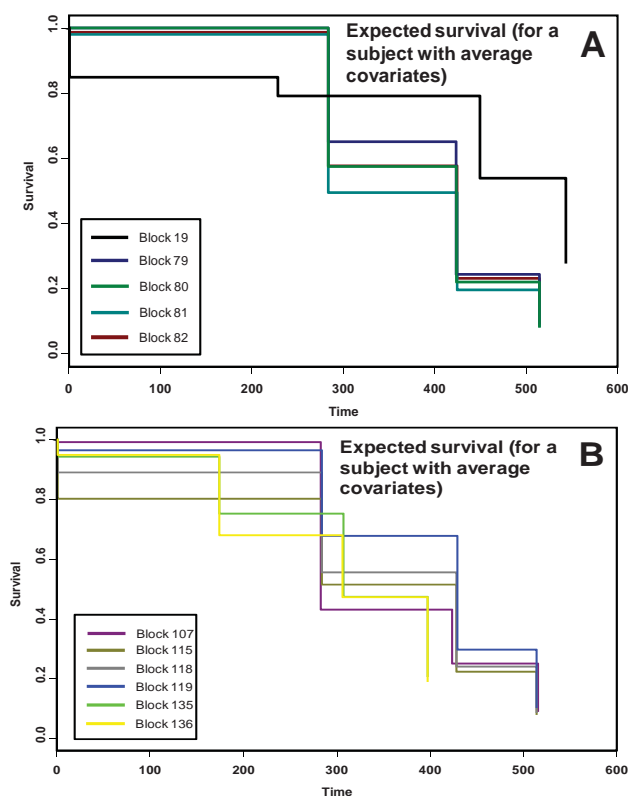 Expected survival (for a
subject with average
covariates)
A
Survival
1.0
0.8
0.6
0.4
0.2
0.0
Block 19
Block 79
Block 80
Block 81
Block 82
0 100 200 300 400 500 600
Time
Expected survival (for a
subject with average
covariates)
B
Survival
1.0
0.8
0.6
0.4
0.2
0.0
Block 107
Block 115
Block 118
Block 119
Block 135
Block 136
0 100 200 300 400 500 600
Time